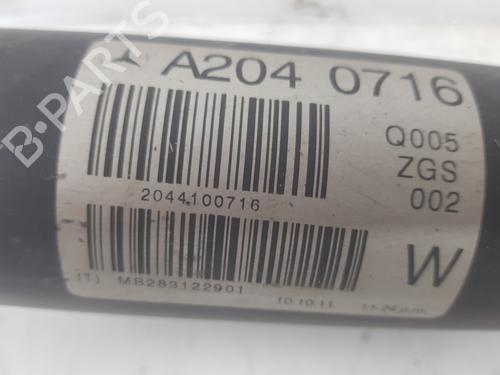 B-PARTS
A204 0716
Q005
ZGS
002
2044100716
W
(T) MB283122901
10.10.11